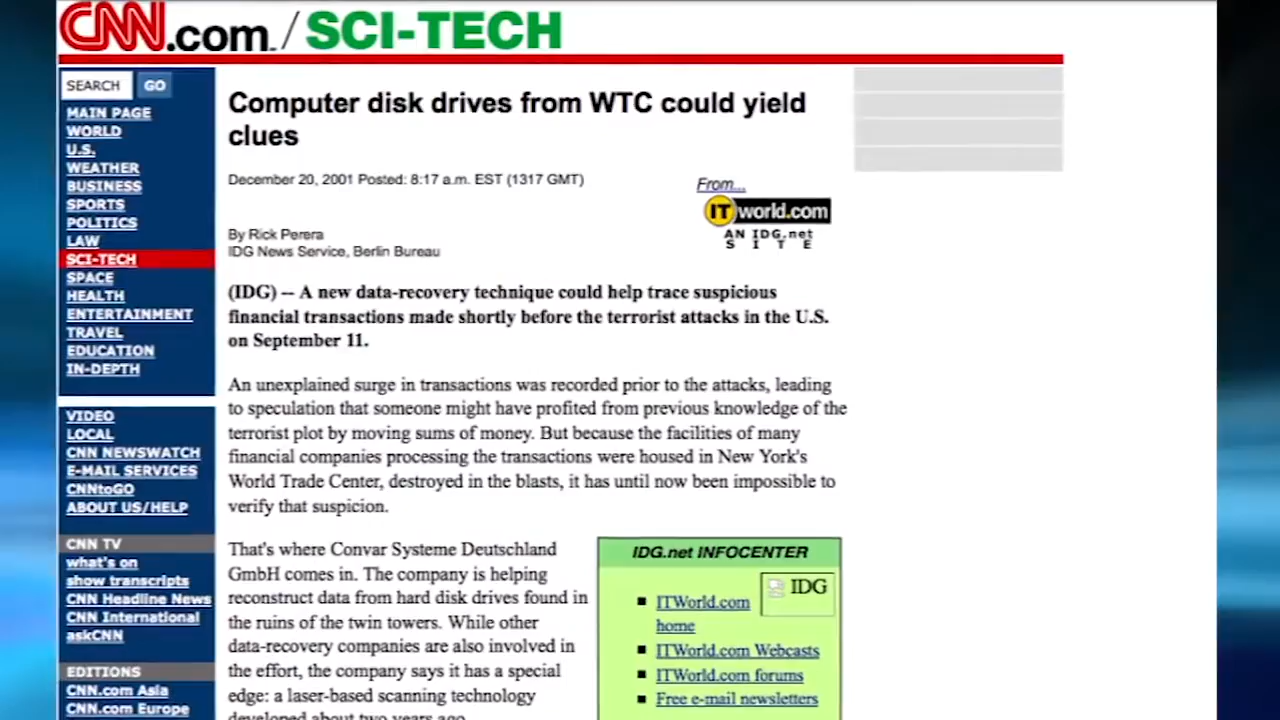 CNN.com / SCI-TECH
SEARCH GO
MAIN PAGE
WORLD
U.S.
WEATHER
BUSINESS
SPORTS
POLITICS
LAW
SCI-TECH
SPACE
HEALTH
ENTERTAINMENT
TRAVEL
EDUCATION
IN-DEPTH
VIDEO
LOCAL
CNN NEWSWATCH
E-MAIL SERVICES
CNNtoGO
ABOUT US/HELP
CNN TV
what's on
show transcripts
CNN Headline News
CNN International
askCNN
EDITIONS
CNN.com Asia
CNN.com Europe
Computer disk drives from WTC could yield
clues
December 20, 2001 Posted: 8:17 a.m. EST (1317 GMT)
From...
ITworld.com
AN IDG.net
SITE
By Rick Perera
IDG News Service, Berlin Bureau
(IDG) -- A new data-recovery technique could help trace suspicious
financial transactions made shortly before the terrorist attacks in the U.S.
on September 11.
An unexplained surge in transactions was recorded prior to the attacks, leading
to speculation that someone might have profited from previous knowledge of the
terrorist plot by moving sums of money. But because the facilities of many
financial companies processing the transactions were housed in New York's
World Trade Center, destroyed in the blasts, it has until now been impossible to
verify that suspicion.
That's where Convar Systeme Deutschland
GmbH comes in. The company is helping
reconstruct data from hard disk drives found in
the ruins of the twin towers. While other
data-recovery companies are also involved in
the effort, the company says it has a special
edge: a laser-based scanning technology
developed about two years ago
IDG.net INFOCENTER
IDG
ITWorld.com
home
ITWorld.com Webcasts
ITWorld.com forums
Free e-mail newsletters